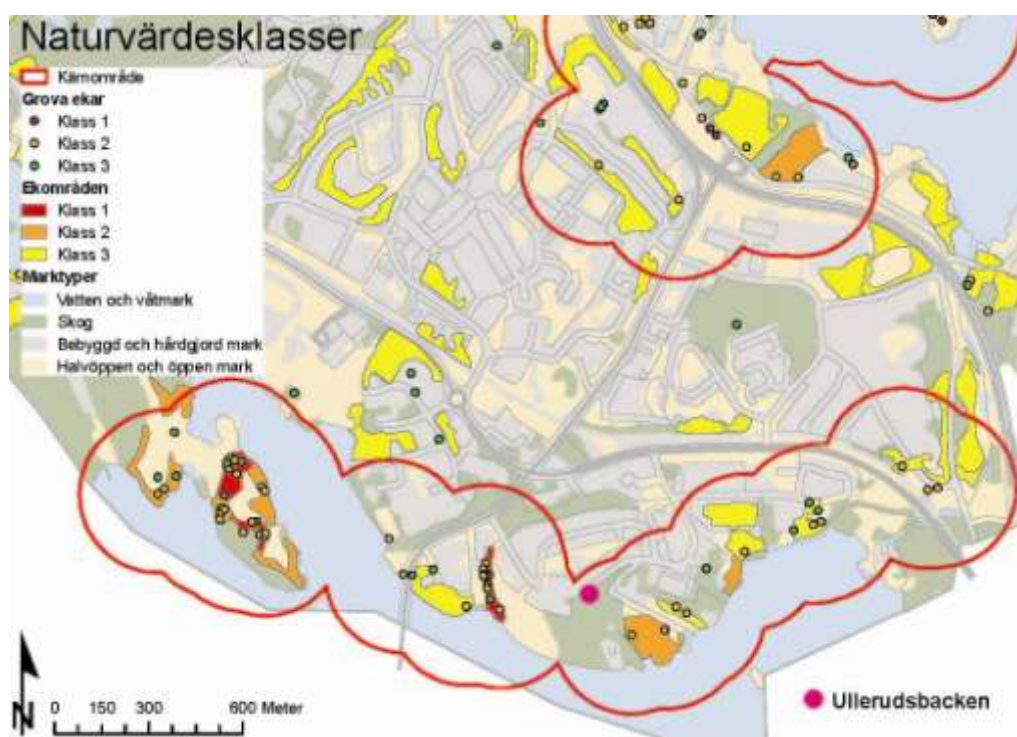 Naturvärdesklasser
Kärnområde
Grova ekar
Klass 1
Klass 2
Klass 3
Ekområden
Klass 1
Klass 2
Klass 3
Marktyper
Vatten och våtmark
Skog
Bebyggd och hårdgjord mark
Halvöppen och öppen mark
N
0 150 300 600 Meter
Ullerudsbacken